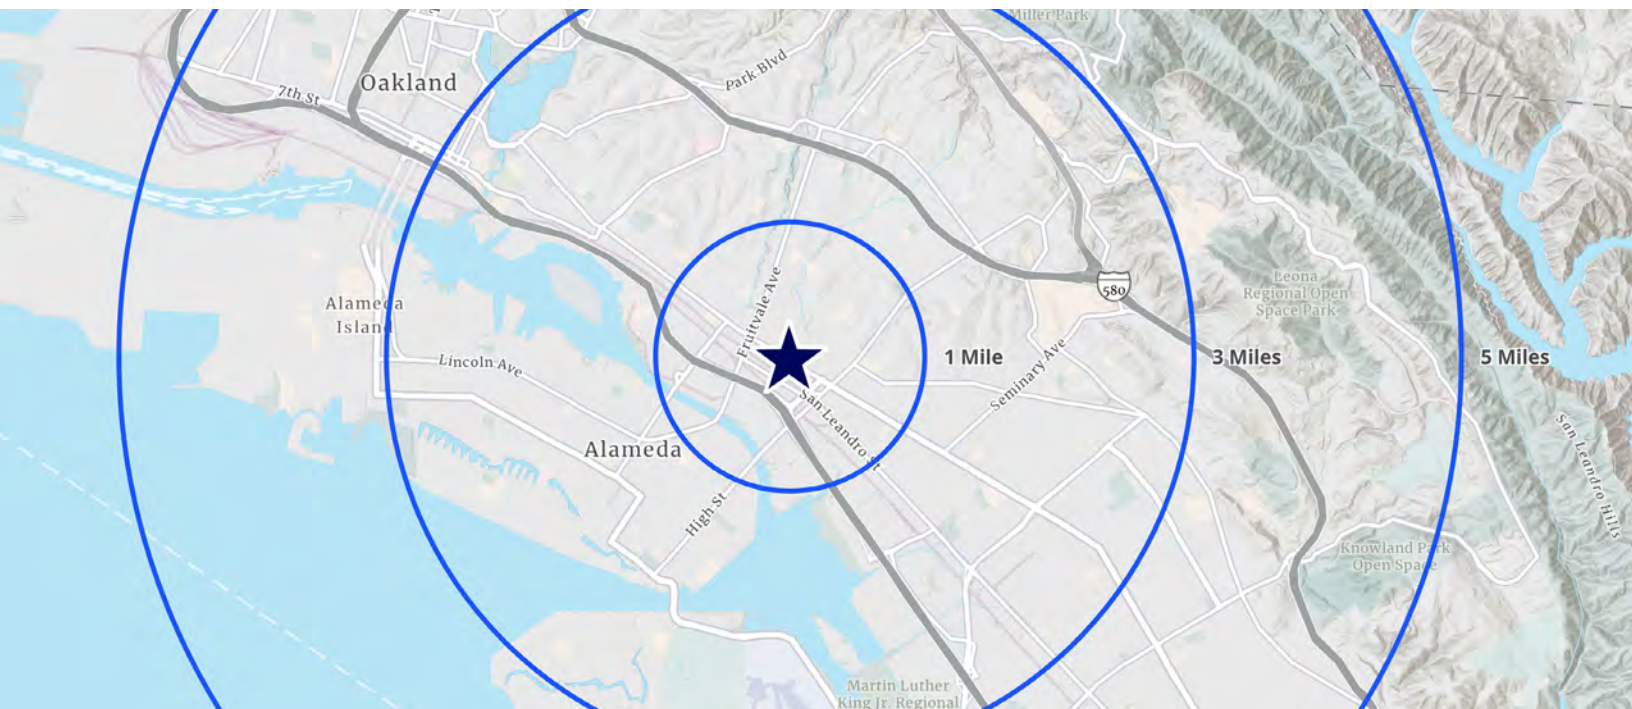 Miller Park
Park Blvd
Oakland
7th St
Fruitvale Ave
580
Leona
Regional Open
Space Park
Alameda
Island
Lincoln Ave
1 Mile
3 Miles
5 Miles
Seminary Ave
San Leandro St
Alameda
High St
San Leandro Hills
Knowland Park
Open Space
Martin Luther
King Jr. Regional